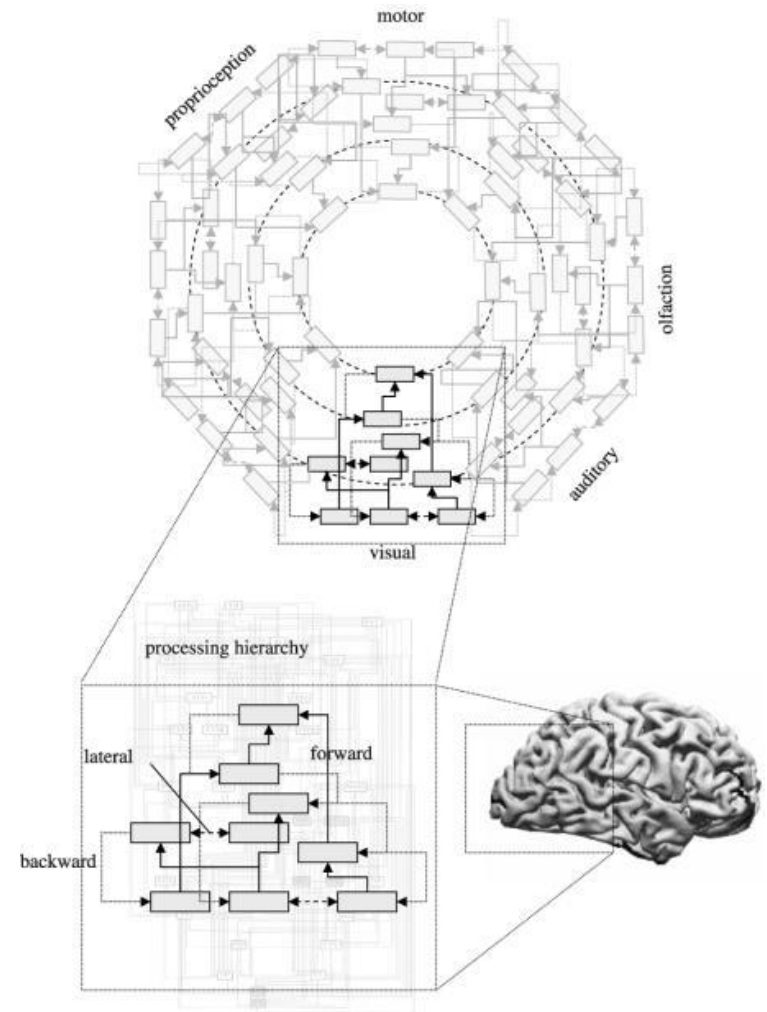 motor
proprioception
olfaction
auditory
visual
processing hierarchy
lateral
forward
backward